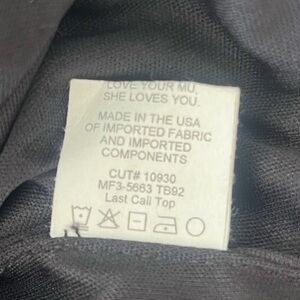 LOVE YOUR MU,
SHE LOVES YOU.
MADE IN THE USA
OF IMPORTED FABRIC
AND IMPORTED
COMPONENTS
CUT# 10930
MF3-5663 TB92
Last Call Top